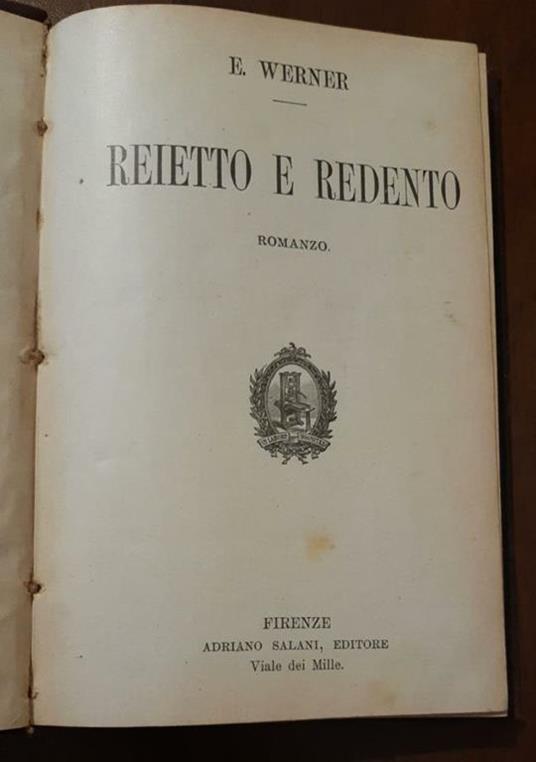 E. WERNER
REIETTO E REDENTO
ROMANZO.
FIRENZE
ADRIANO SALANI, EDITORE
Viale dei Mille.